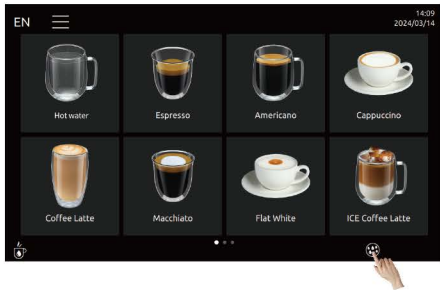 EN
14:09
2024/03/14
Hot water
Espresso
Americano
Cappuccino
Coffee Latte
Macchiato
Flat White
ICE Coffee Latte